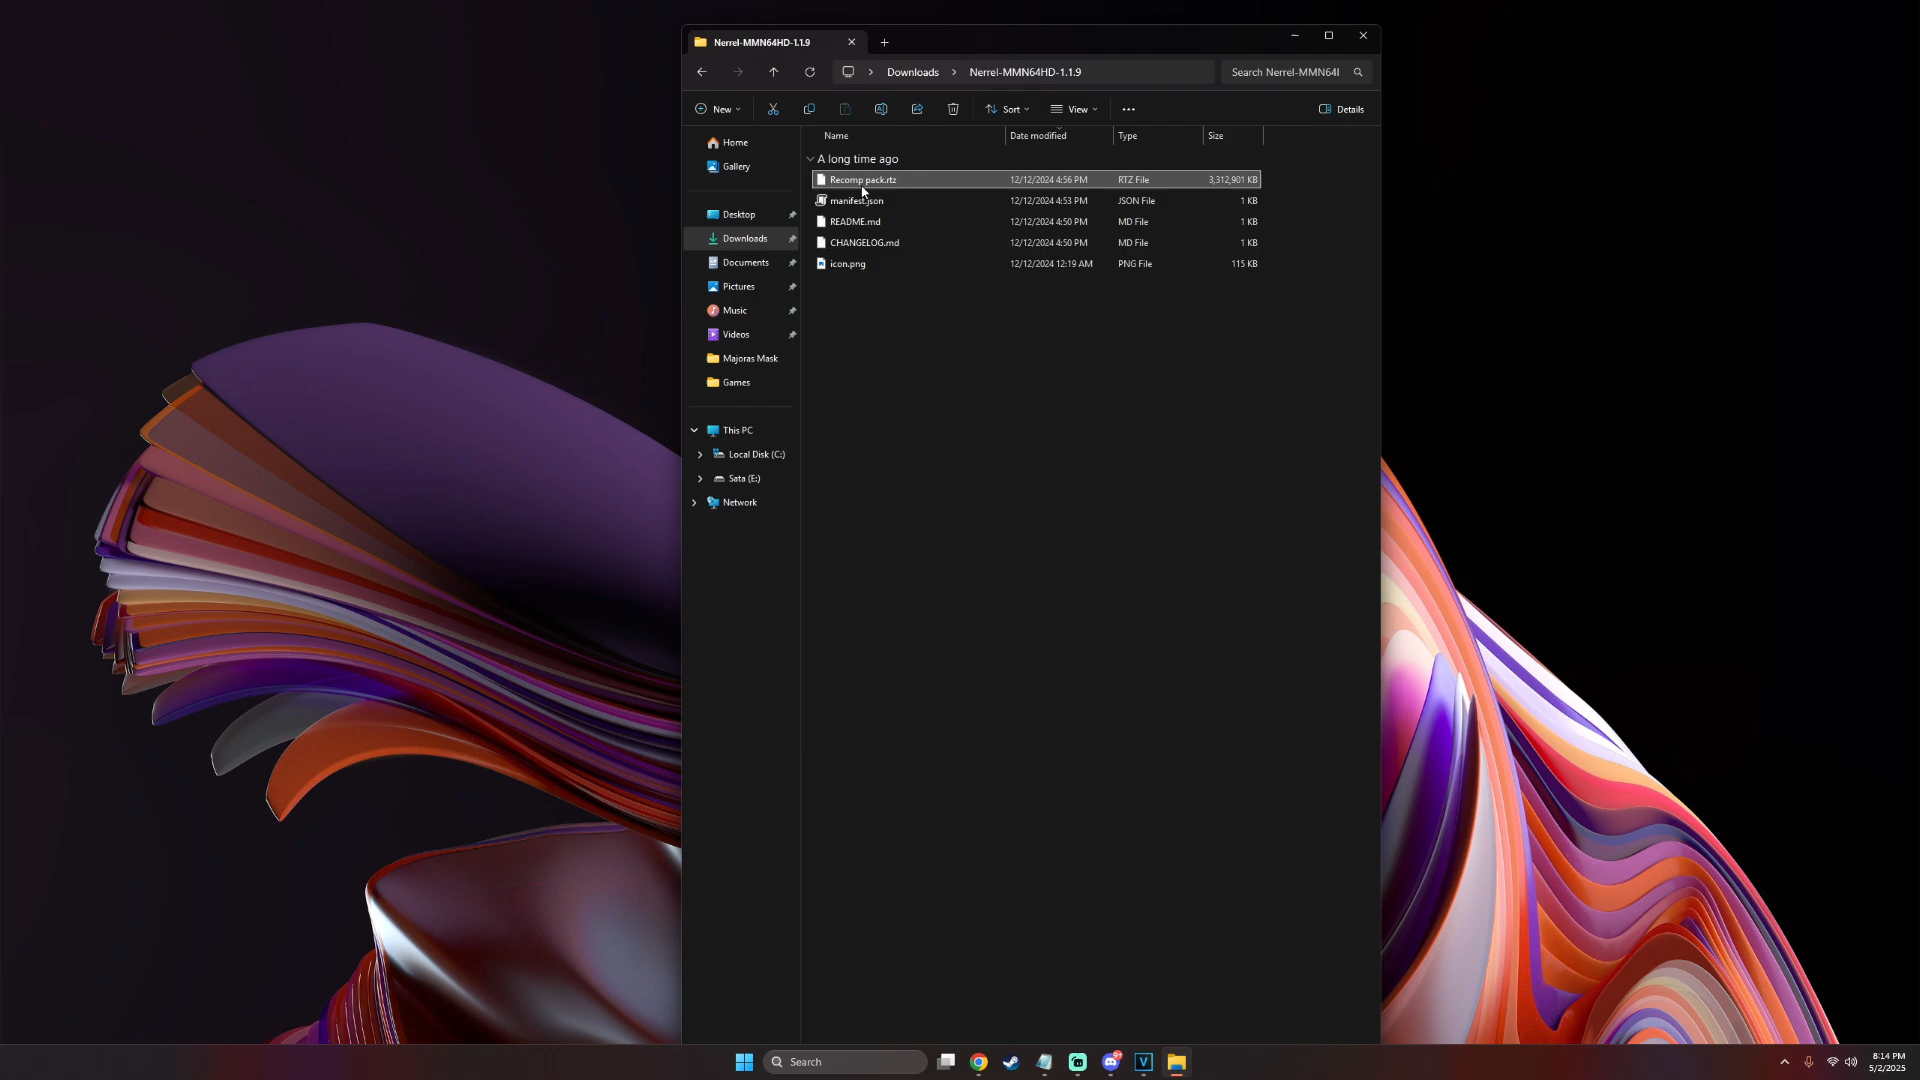 Nerrel-MMN64HD-1.1.9
Downloads Nerrel-MMN64HD-1.1.9 Search Nerrel-MMN64I
New Sort View Details
Name Date modified Type Size
A long time ago
Recomp pack.rtz 12/12/2024 4:56 PM RTZ File 3,312,901 KB
manifest.json 12/12/2024 4:53 PM JSON File 1 KB
README.md 12/12/2024 4:50 PM MD File 1 KB
CHANGELOG.md 12/12/2024 4:50 PM MD File 1 KB
icon.png 12/12/2024 12:19 AM PNG File 115 KB
Home
Gallery
Desktop
Downloads
Documents
Pictures
Music
Videos
Majoras Mask
Games
This PC
Local Disk (C:)
Sata (E:)
Network
Search
9+
V
8:14 PM
5/2/2025